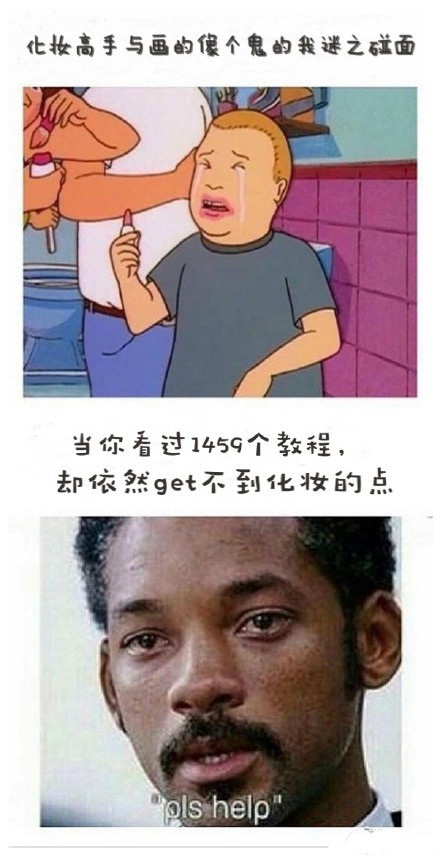 化妆高手与画的像个鬼的我谜之碰面
当你看过1459个教程，
却依然get不到化妆的点
"pls help"